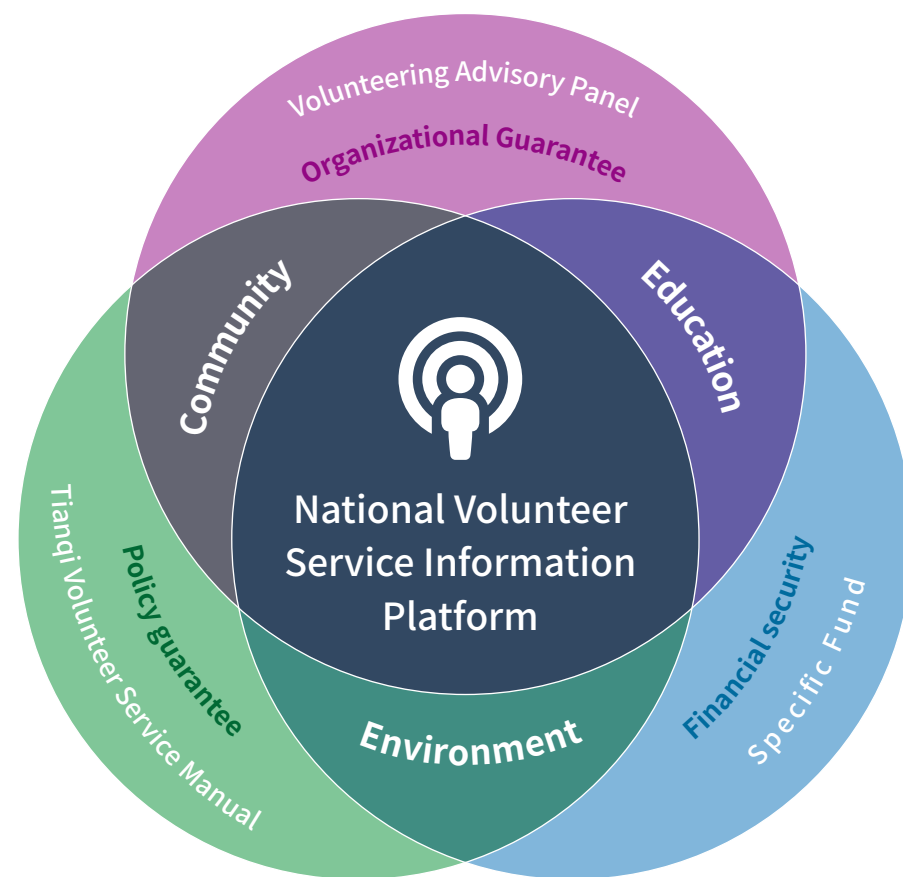 Volunteering Advisory Panel
Organizational Guarantee
Community
Education
National Volunteer
Service Information
Platform
Tianqi Volunteer Service Manual
Policy guarantee
Financial security
Specific Fund
Environment